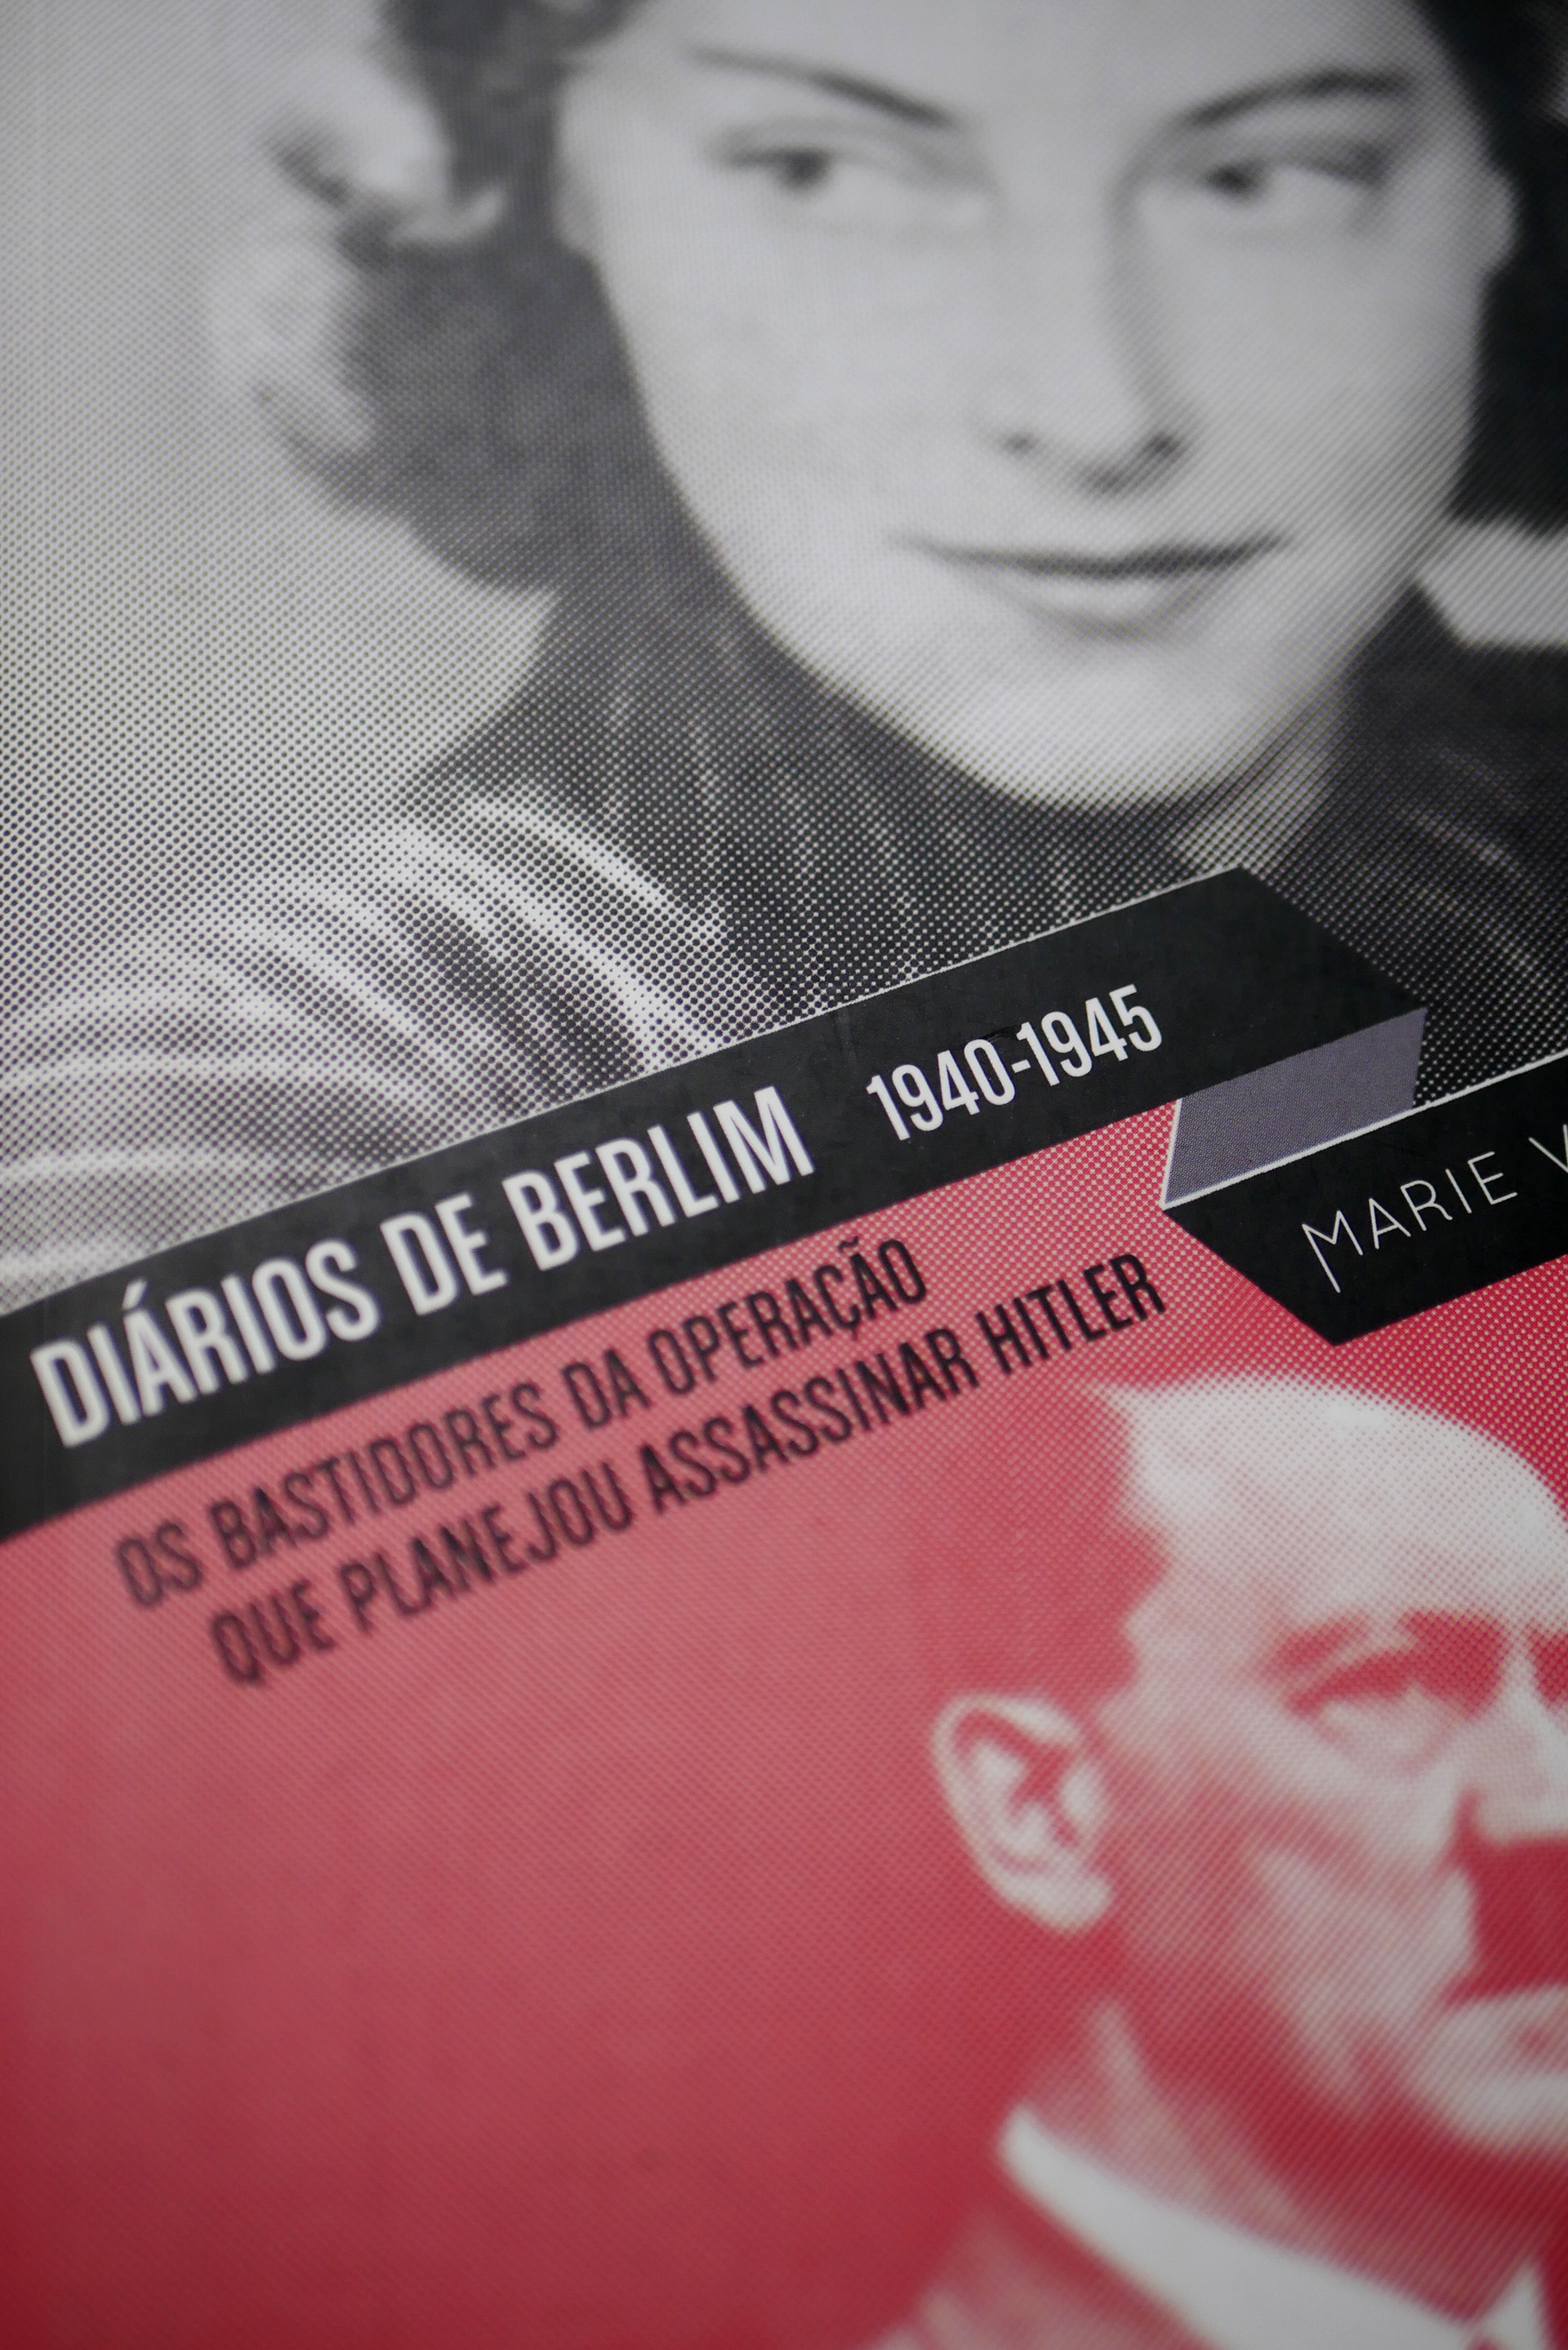 DIÁRIOS DE BERLIM 1940-1945
MARIE V
OS BASTIDORES DA OPERAÇÃO
QUE PLANEJOU ASSASSINAR HITLER